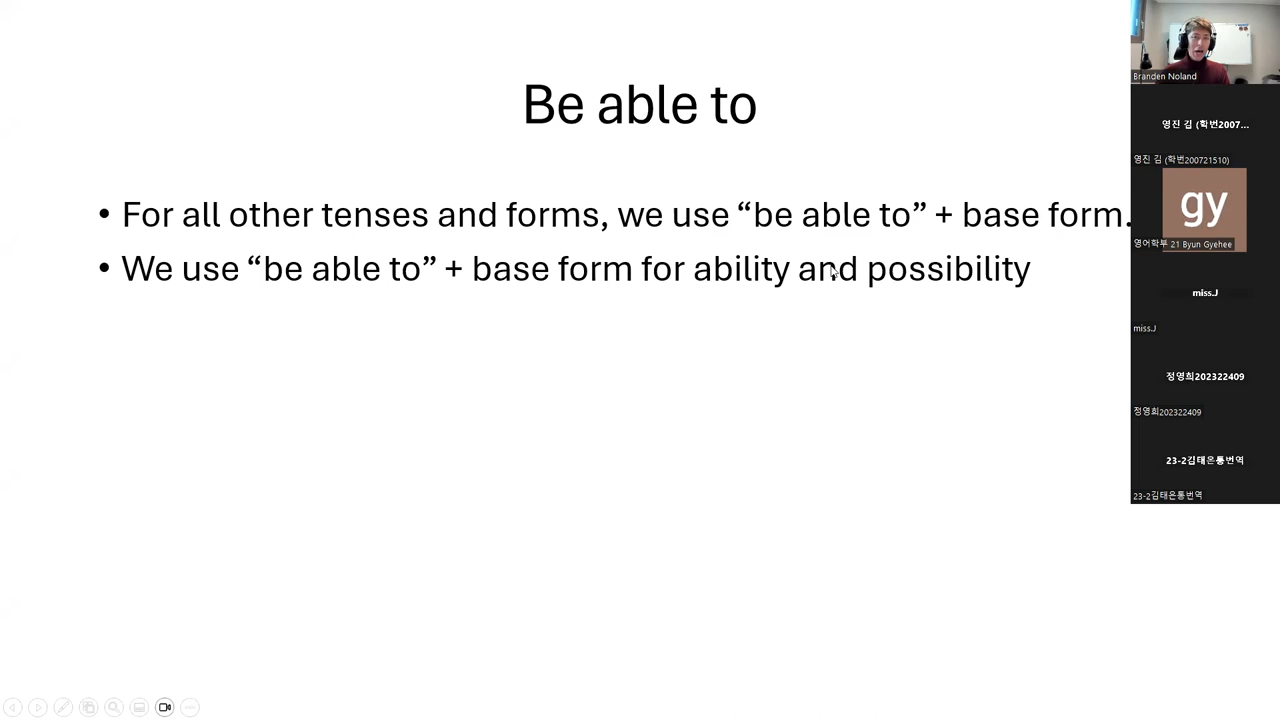 Be able to
• For all other tenses and forms, we use “be able to” + base form.
• We use “be able to” + base form for ability and possibility
Branden Noland
영진 김 (학번2007...
영진 김 (학번200721510)
gy
영어학부 21 Byun Gyehee
miss.J
miss.J
정영희202322409
정영희202322409
23-2김태은통번역
23-2김태은통번역